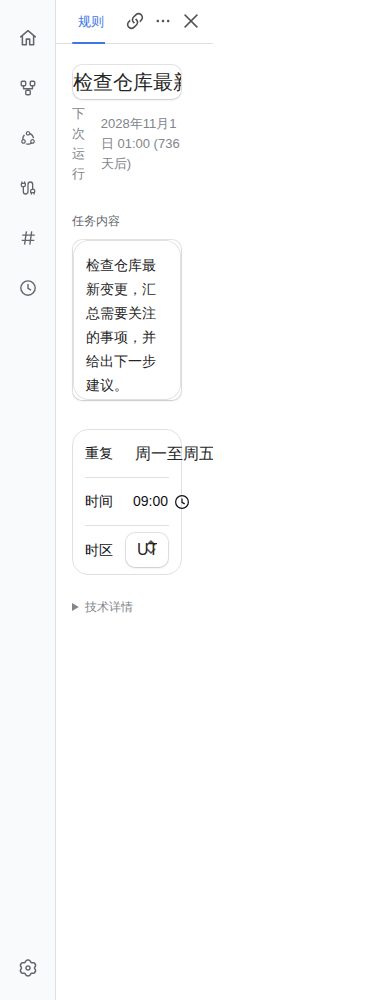 规则
检查仓库最
下次运行
2028年11月1
日 01:00 (736
天后)
任务内容
检查仓库最
新变更，汇
总需要关注
的事项，并
给出下一步
建议。
重复 周一至周五
时间 09:00
时区
技术详情